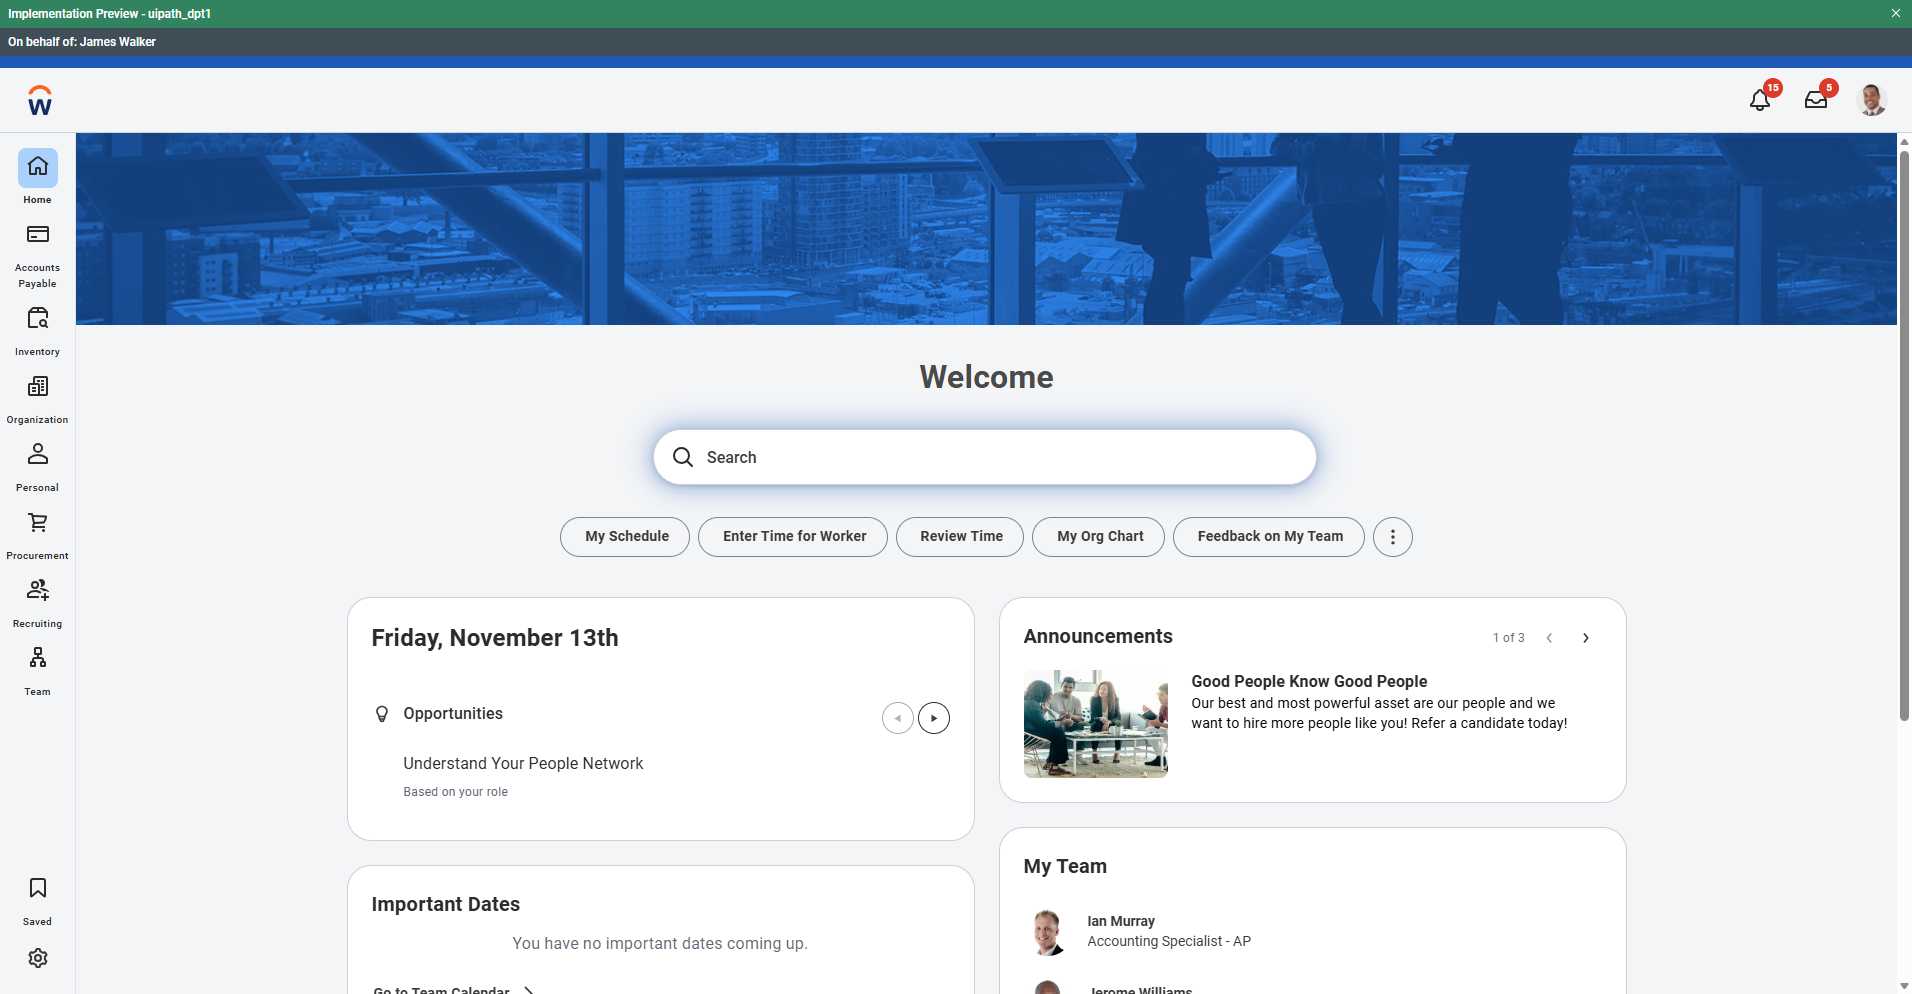 Implementation Preview - uipath_dpt1
On behalf of: James Walker
W
15
5
Home
Accounts
Payable
Inventory
Organization
Personal
Procurement
Recruiting
Team
Saved
Welcome
Search
My Schedule
Enter Time for Worker
Review Time
My Org Chart
Feedback on My Team
Friday, November 13th
Opportunities
Understand Your People Network
Based on your role
Important Dates
You have no important dates coming up.
Go to Team Calendar
Announcements
1 of 3
Good People Know Good People
Our best and most powerful asset are our people and we
want to hire more people like you! Refer a candidate today!
My Team
Ian Murray
Accounting Specialist - AP
Jerome Williams